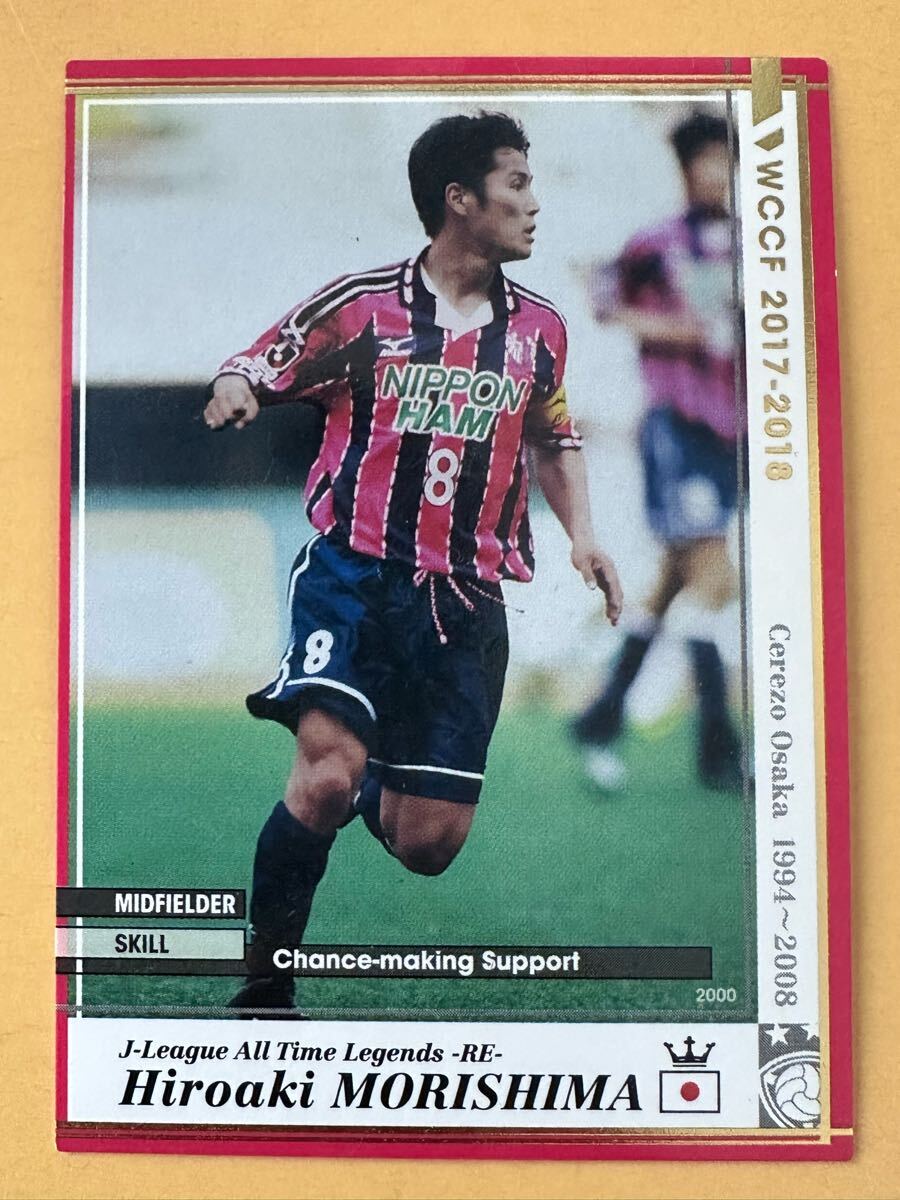 WCCF 2017-2018
NIPPON
HAM
8
8
Cerezo Osaka 1994~2008
MIDFIELDER
SKILL
Chance-making Support
2000
J-League All Time Legends -RE-
Hiroaki MORISHIMA